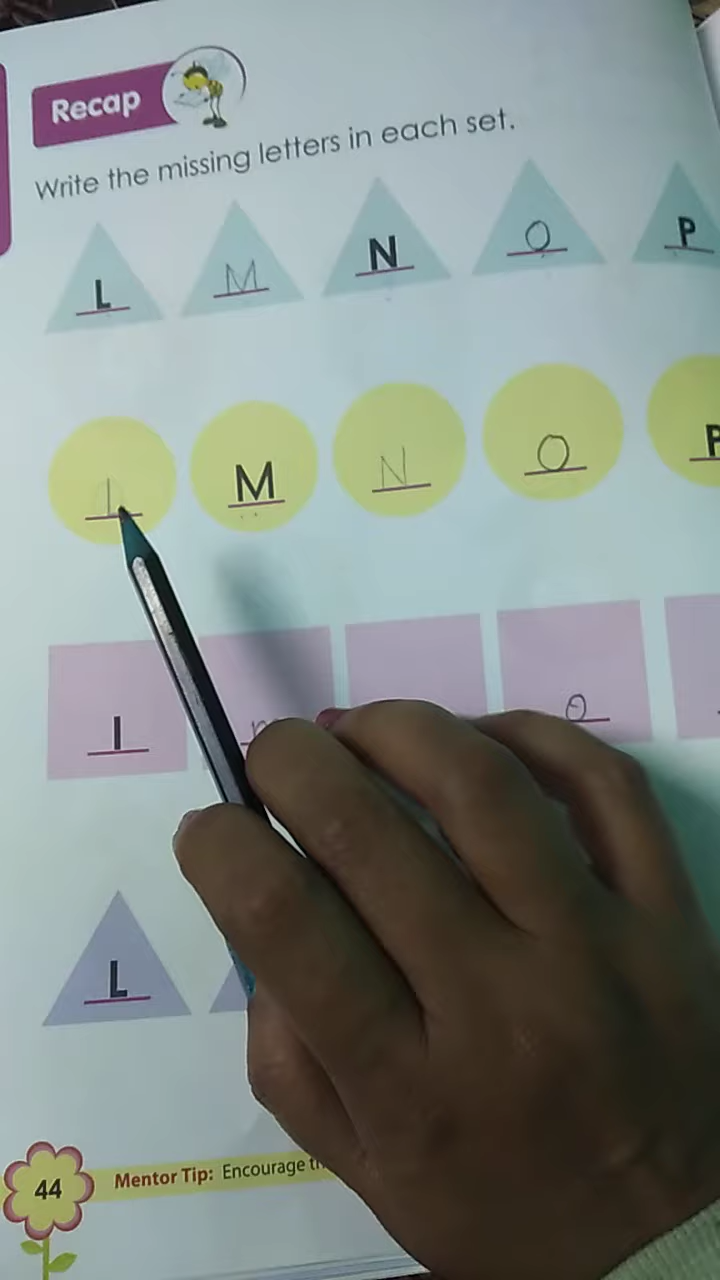 Recap
Write the missing letters in each set.
L M N O P
L M N O P
l o
L
44 Mentor Tip: Encourage